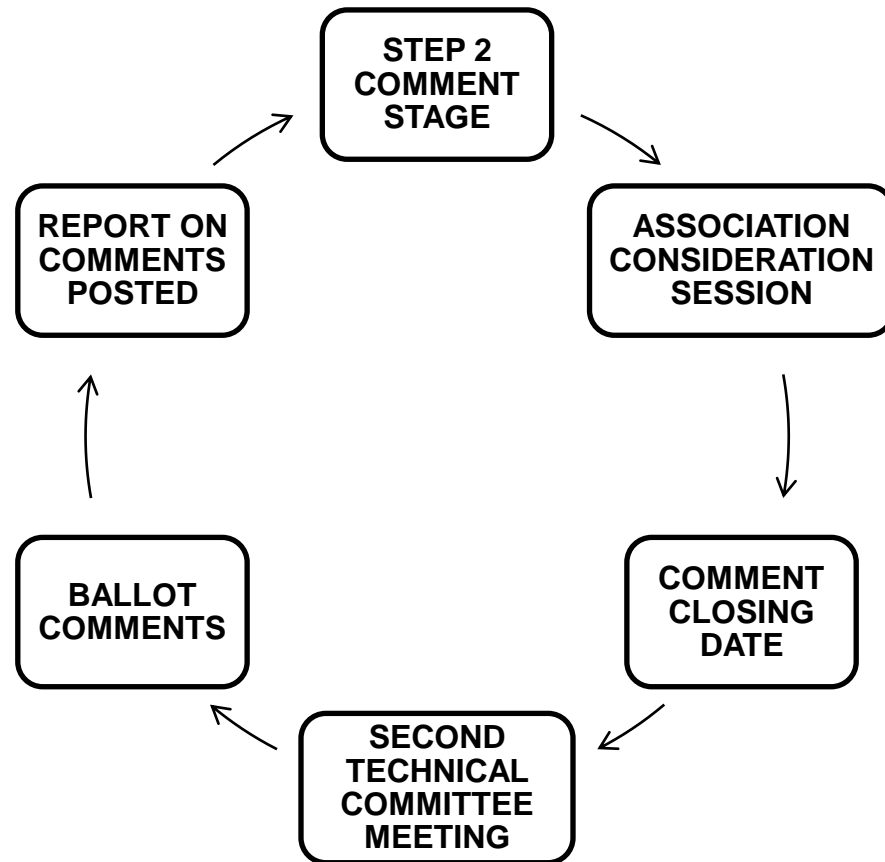 STEP 2
COMMENT
STAGE
ASSOCIATION
CONSIDERATION
SESSION
COMMENT
CLOSING
DATE
SECOND
TECHNICAL
COMMITTEE
MEETING
BALLOT
COMMENTS
REPORT ON
COMMENTS
POSTED